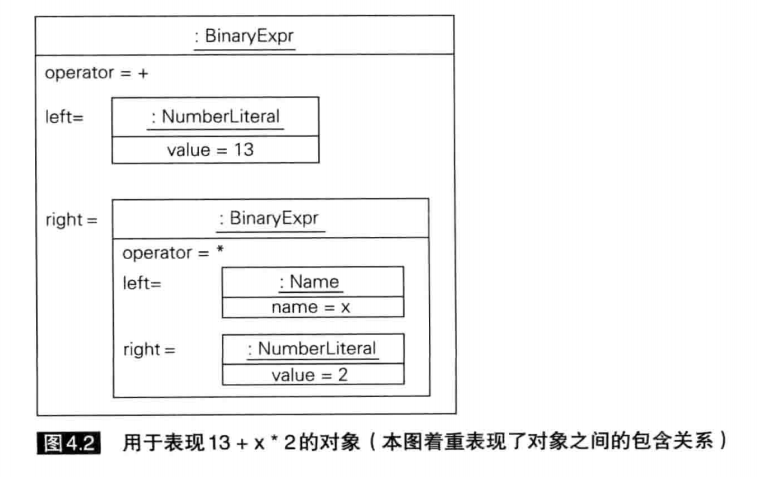 : BinaryExpr
operator = +
left=
: NumberLiteral
value = 13
right =
: BinaryExpr
operator = *
left=
: Name
name = x
right =
: NumberLiteral
value = 2
图4.2 用于表现13 + x * 2的对象（本图着重表现了对象之间的包含关系）